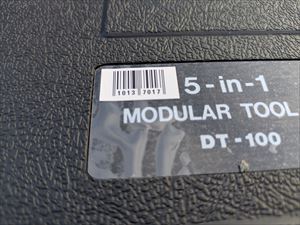 5-in-1
1013 7017
MODULAR TOOL
DT-100